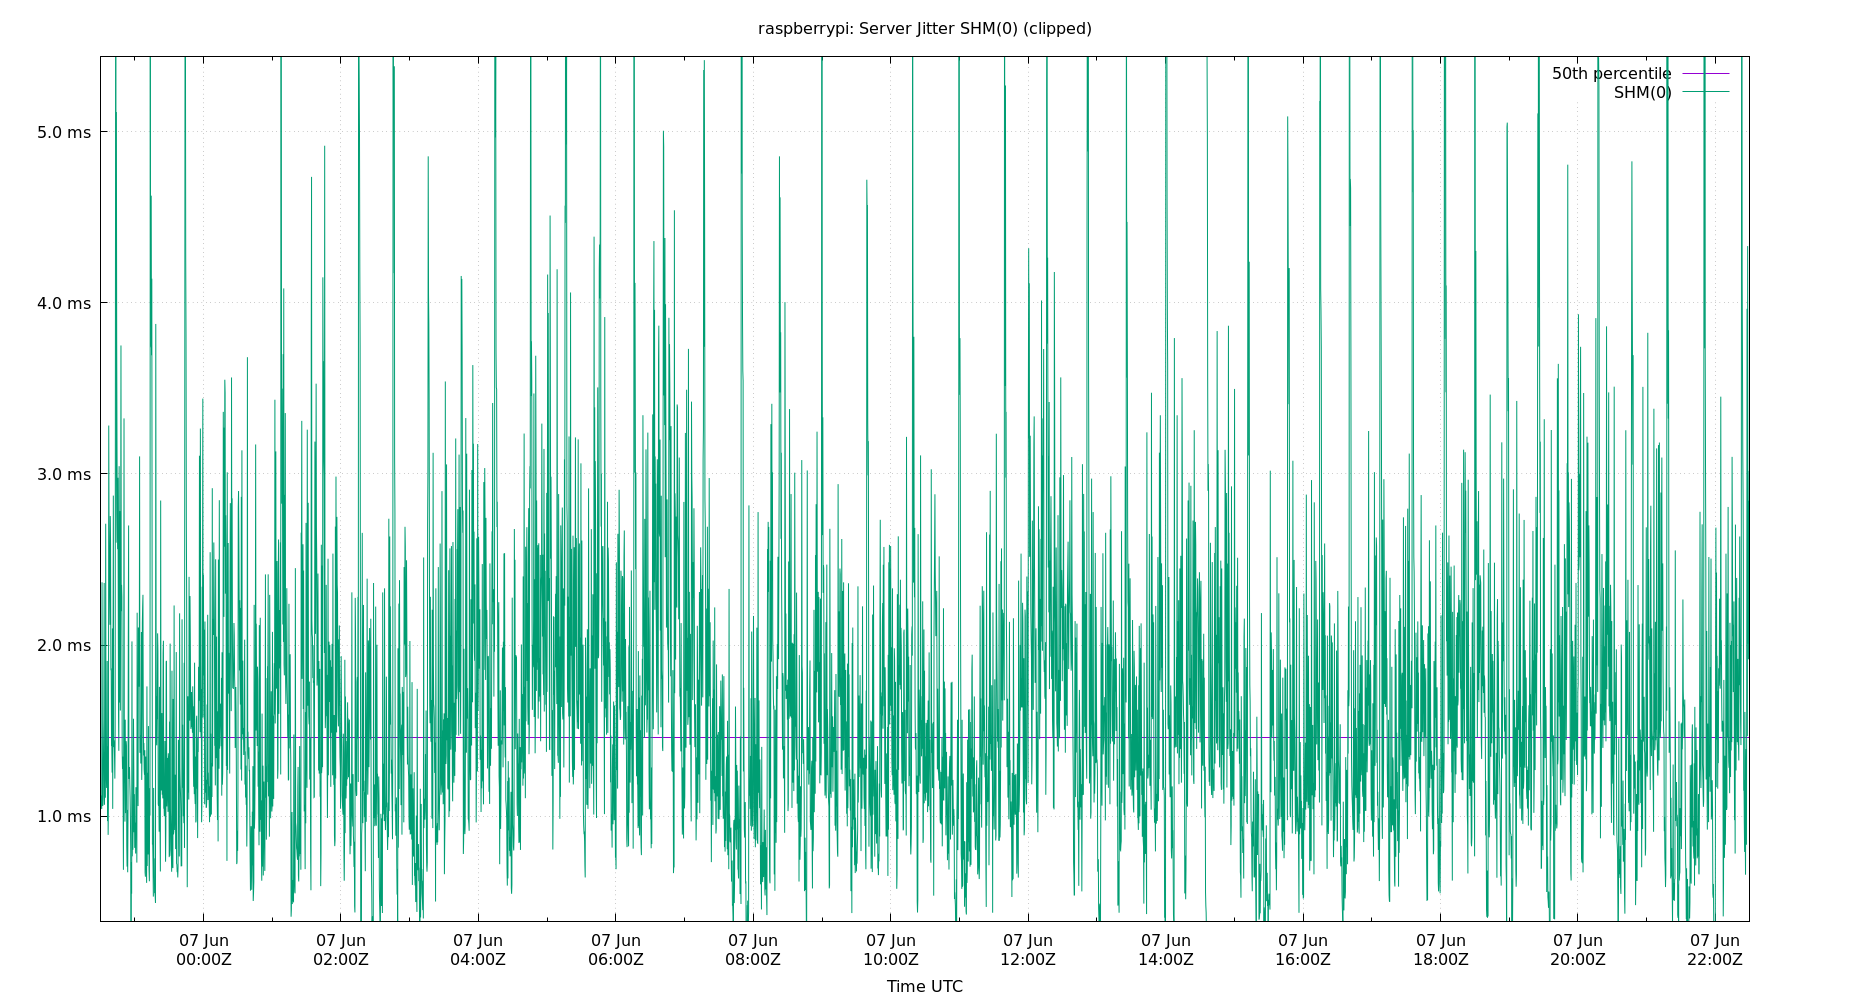 raspberrypi: Server Jitter SHM(0) (clipped)
50th percentile
SHM(0)
5.0 ms
4.0 ms
3.0 ms
2.0 ms
1.0 ms
07 Jun 07 Jun 07 Jun 07 Jun 07 Jun 07 Jun 07 Jun 07 Jun 07 Jun 07 Jun 07 Jun 07 Jun
00:00Z 02:00Z 04:00Z 06:00Z 08:00Z 10:00Z 12:00Z 14:00Z 16:00Z 18:00Z 20:00Z 22:00Z
Time UTC